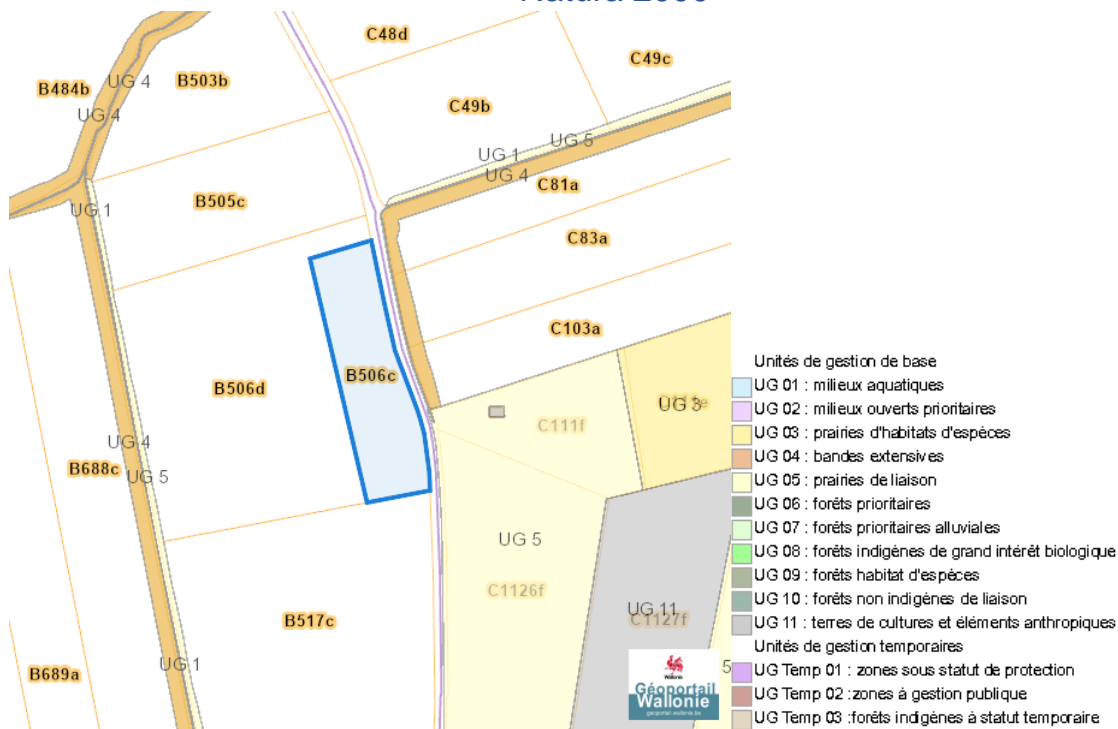 Natura 2000
C48d
C49c
B484b
UG 4
B503b
UG 4
C49b
UG 5
UG 1
UG 4
C81a
B505c
UG 1
C83a
C103a
B506c
B506d
UG 3
C111f
UG 4
B688c
UG 5
UG 5
C1126f
UG 11
C1127f
B517c
UG 1
B689a
5
Wallonie
Géoportail
Wallonie
geoportail.wallonie.be
Unités de gestion de base
UG 01 : milieux aquatiques
UG 02 : milieux ouverts prioritaires
UG 03 : prairies d'habitats d'espèces
UG 04 : bandes extensives
UG 05 : prairies de liaison
UG 06 : forêts prioritaires
UG 07 : forêts prioritaires alluviales
UG 08 : forêts indigènes de grand intérêt biologique
UG 09 : forêts habitat d'espèces
UG 10 : forêts non indigènes de liaison
UG 11 : terres de cultures et éléments anthropiques
Unités de gestion temporaires
UG Temp 01 : zones sous statut de protection
UG Temp 02 :zones à gestion publique
UG Temp 03 :forêts indigènes à statut temporaire